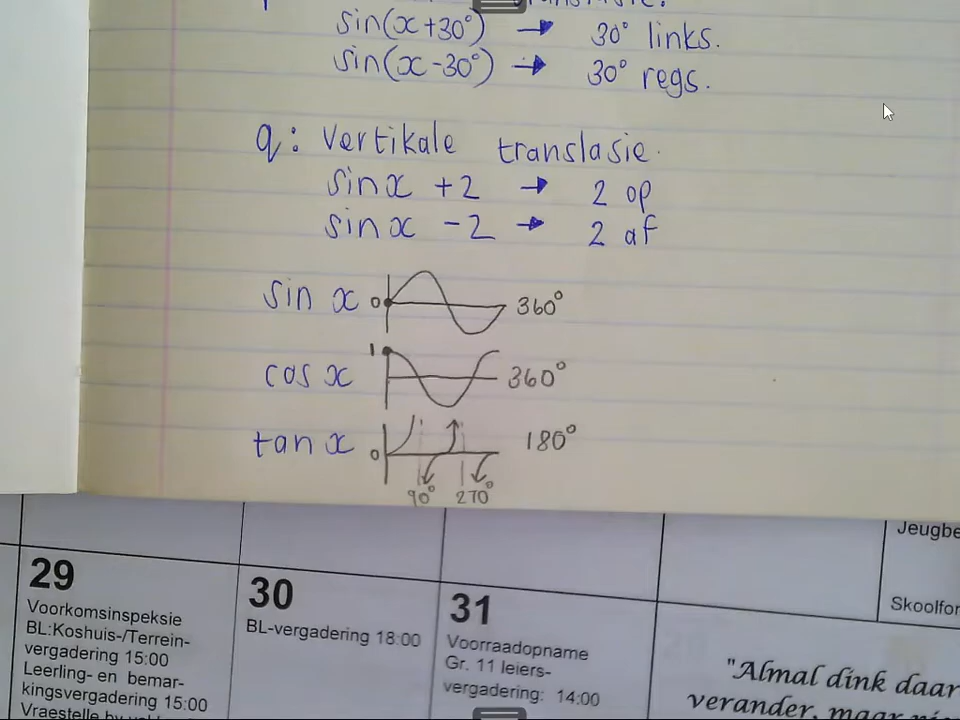 sin(x+30°) → 30° links.
sin(x-30°) → 30° regs.
q: Vertikale translasie.
sin x +2 → 2 op
sin x -2 → 2 af
sin x 0 360°
1
cos x 360°
tan x 0 180°
90° 270°
29
Voorkomsinspeksie
BL:Koshuis-/Terrein-
vergadering 15:00
Leerling- en bemar-
kingsvergadering 15:00
30
BL-vergadering 18:00
31
Voorraadopname
Gr. 11 leiers-
vergadering: 14:00
Jeugbe
Skoolfor
"Almal dink daar
verander, maar